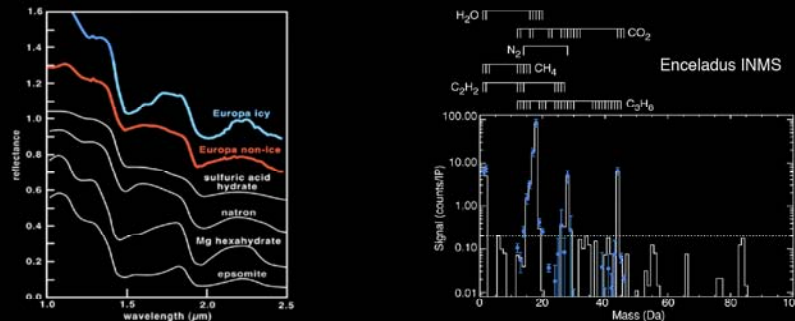 1.6
1.4
1.2
1.0
0.8
0.6
0.4
0.2
0.0
reflectance
Europa icy
Europa non-ice
sulfuric acid
hydrate
natron
Mg hexahydrate
epsomite
1.0 1.5 2.0 2.5
wavelength (μm)
H₂O
CO₂
N₂
CH₄
C₂H₂
C₃H₆
Enceladus INMS
100.00
10.00
1.00
0.10
0.01
Signal (counts/IP)
0 20 40 60 80 100
Mass (Da)